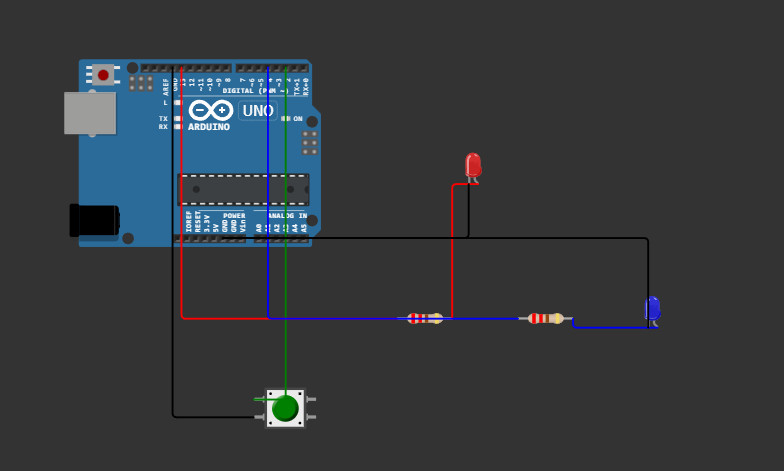 AREF
GND
13
12
~11
~10
~9
8
7
~6
~5
4
~3
2
TX→1
RX←0
DIGITAL (PWM ~)
L
TX
RX
UNO
ON
ARDUINO
IOREF
RESET
3.3V
5V
GND
GND
Vin
POWER
ANALOG IN
A0
A1
A2
A3
A4
A5